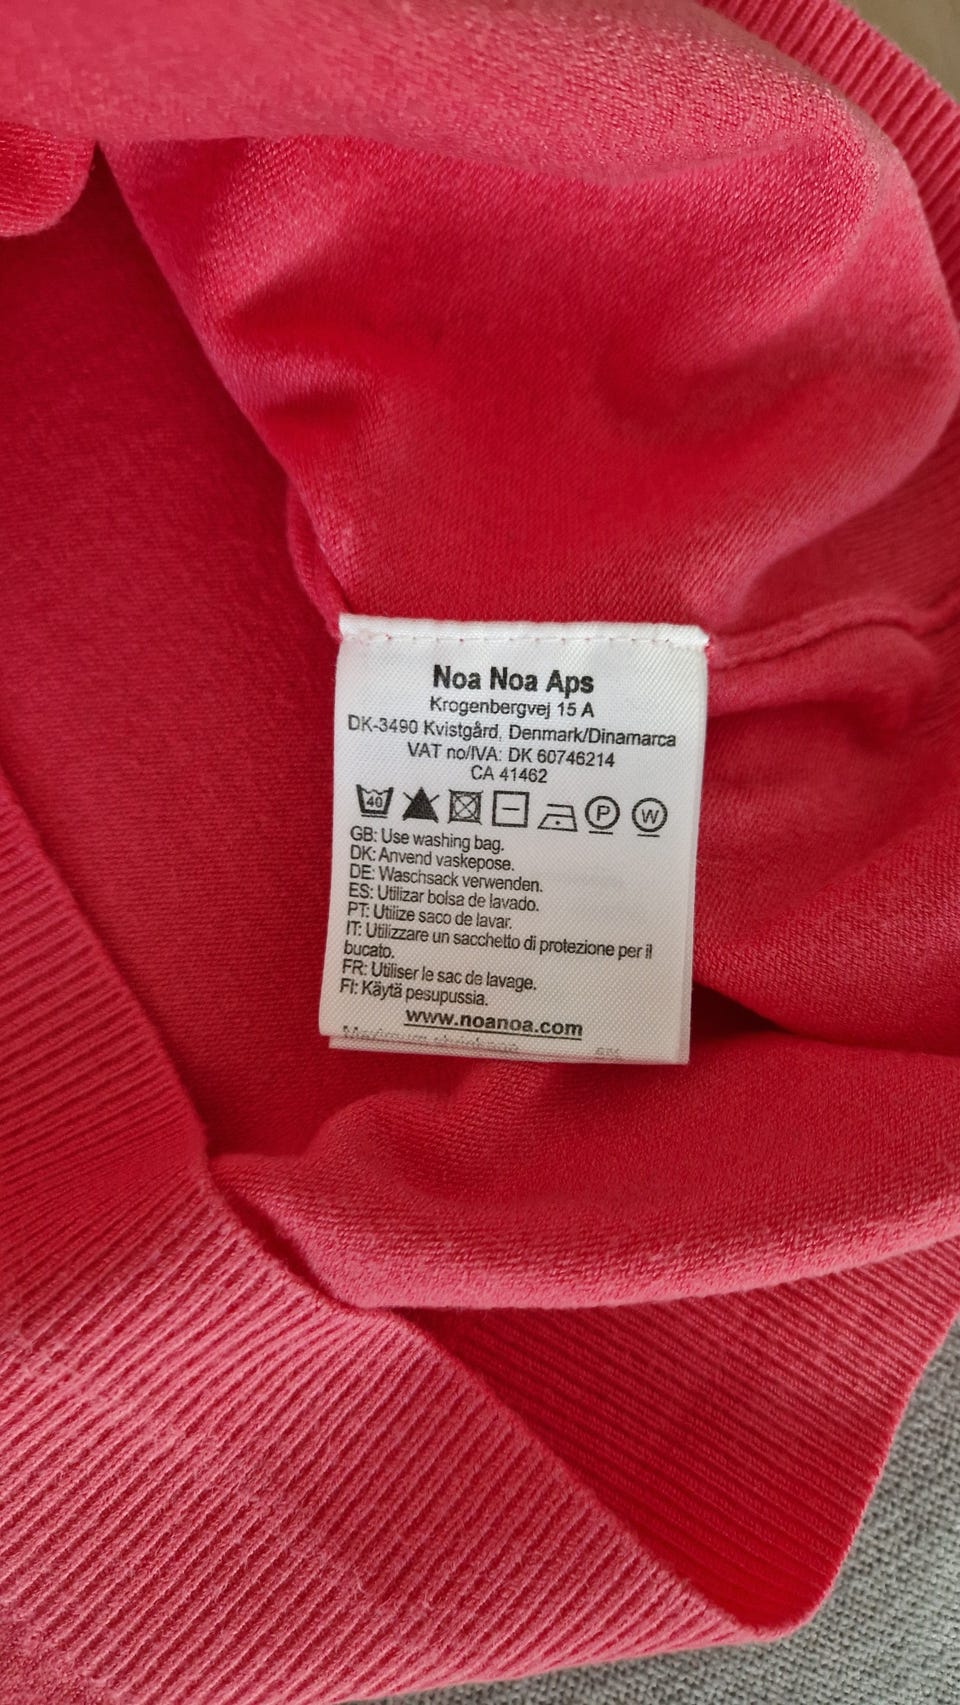 Noa Noa Aps
Krogenbergvej 15 A
DK-3490 Kvistgård, Denmark/Dinamarca
VAT no/IVA: DK 60746214
CA 41462
40 P W
GB: Use washing bag.
DK: Anvend vaskepose.
DE: Waschsack verwenden.
ES: Utilizar bolsa de lavado.
PT: Utilize saco de lavar.
IT: Utilizzare un sacchetto di protezione per il
bucato.
FR: Utiliser le sac de lavage.
FI: Käytä pesupussia.
www.noanoa.com